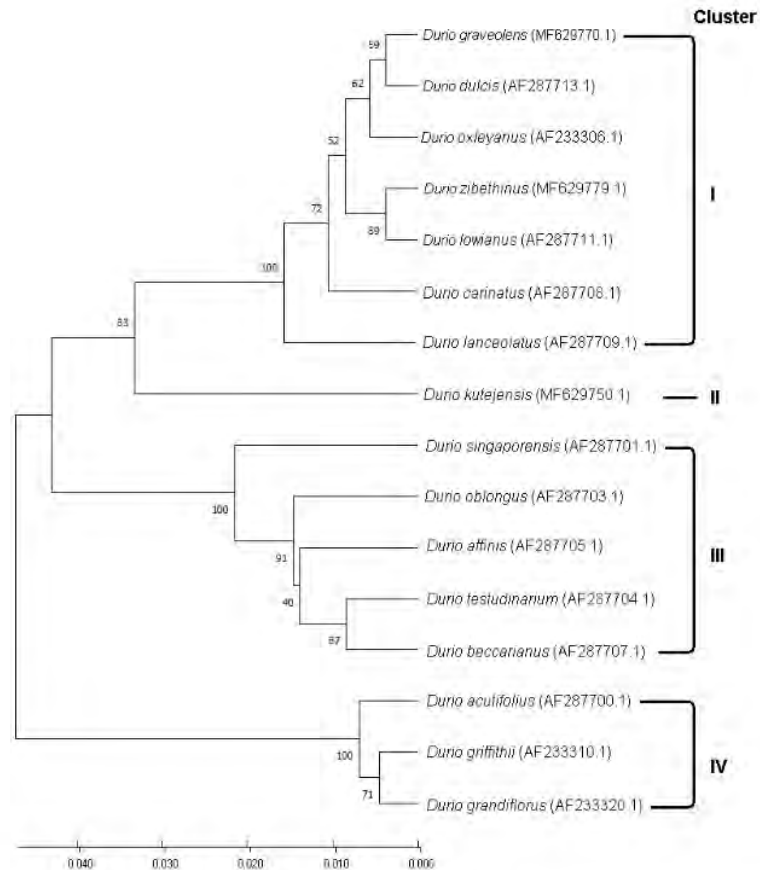 Cluster
Durio graveolens (MF629770.1)
59
Durio dulcis (AF287713.1)
62
Durio oxleyanus (AF233306.1)
52
Durio zibethinus (MF629779.1)
I
72
89
Durio lowianus (AF287711.1)
100
Durio carinatus (AF287708.1)
83
Durio lanceolatus (AF287709.1)
Durio kutejensis (MF629750.1)
II
Durio singaporensis (AF287701.1)
100
Durio oblongus (AF287703.1)
91
Durio affinis (AF287705.1)
III
40
Durio testudinarum (AF287704.1)
87
Durio beccarianus (AF287707.1)
Durio acutifolius (AF287700.1)
100
Durio griffithii (AF233310.1)
IV
71
Durio grandiflorus (AF233320.1)
0.040 0.030 0.020 0.010 0.000